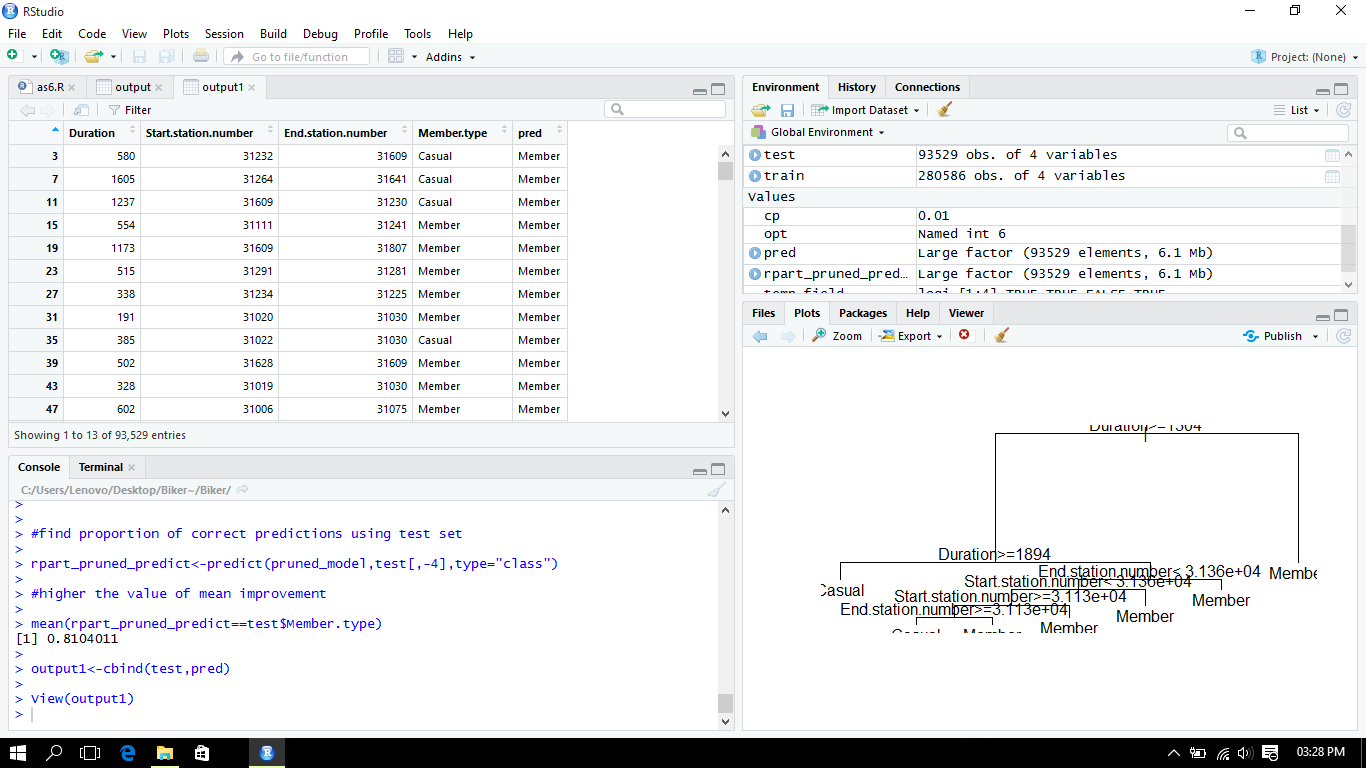 RStudio
File Edit Code View Plots Session Build Debug Profile Tools Help
Go to file/function Addins Project: (None)
as6.R output output1
Filter
Duration Start.station.number End.station.number Member.type pred
3 580 31232 31609 Casual Member
7 1605 31264 31641 Casual Member
11 1237 31609 31230 Casual Member
15 554 31111 31241 Member Member
19 1173 31609 31807 Member Member
23 515 31291 31281 Member Member
27 338 31234 31225 Member Member
31 191 31020 31030 Member Member
35 385 31022 31030 Casual Member
39 502 31628 31609 Member Member
43 328 31019 31030 Member Member
47 602 31006 31075 Member Member
Showing 1 to 13 of 93,529 entries
Console Terminal
C:/Users/Lenovo/Desktop/Biker~/Biker/
>
>
> #find proportion of correct predictions using test set
>
> rpart_pruned_predict<-predict(pruned_model,test[,-4],type="class")
>
> #higher the value of mean improvement
>
> mean(rpart_pruned_predict==test$Member.type)
[1] 0.8104011
>
> output1<-cbind(test,pred)
>
> View(output1)
>
Environment History Connections
Import Dataset List
Global Environment
test 93529 obs. of 4 variables
train 280586 obs. of 4 variables
Values
cp 0.01
opt Named int 6
pred Large factor (93529 elements, 6.1 Mb)
rpart_pruned_pred… Large factor (93529 elements, 6.1 Mb)
temp_field logi [1:4] TRUE TRUE FALSE TRUE
Files Plots Packages Help Viewer
Zoom Export Publish
Duration>=1304
Duration>=1894
End.station.number< 3.136e+04
Membe
Casual
Start.station.number< 3.136e+04
Member
Start.station.number>=3.113e+04
Member
End.station.number>=3.113e+04
Member
Casual Member
03:28 PM